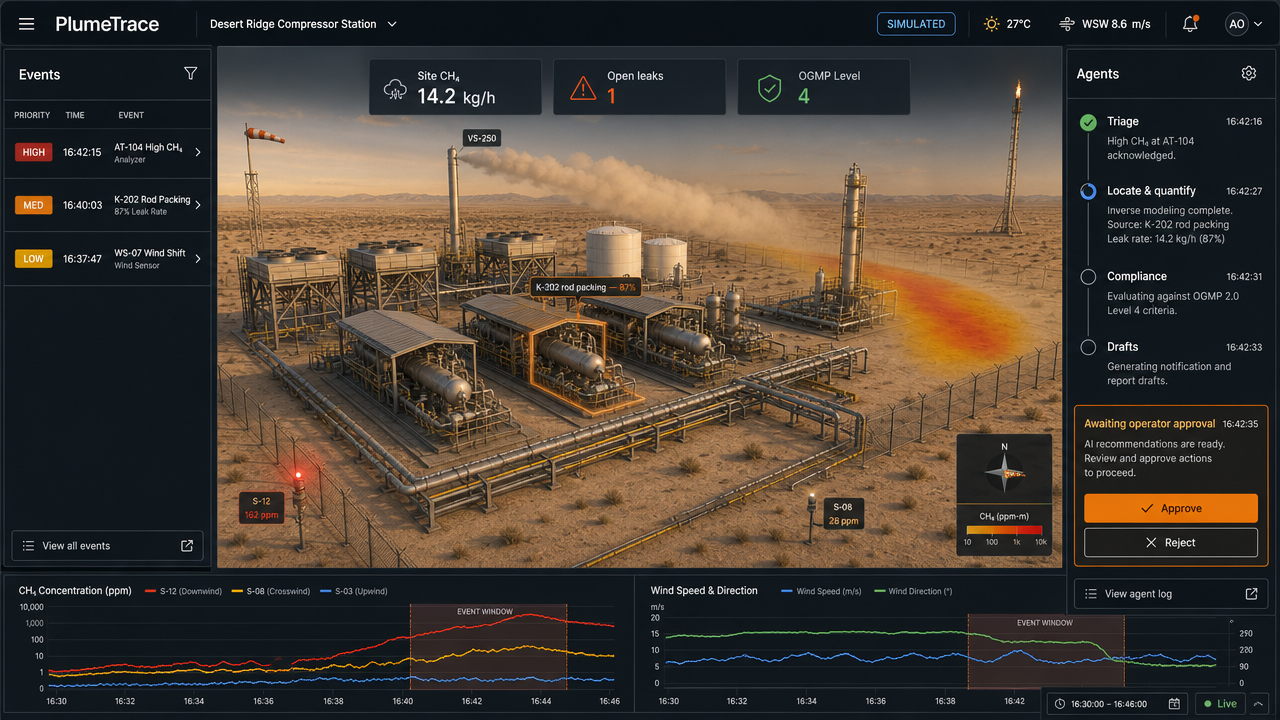 PlumeTrace
Desert Ridge Compressor Station
SIMULATED
27°C
WSW 8.6 m/s
AO
Events
PRIORITY TIME EVENT
HIGH 16:42:15 AT-104 High CH₄
Analyzer
MED 16:40:03 K-202 Rod Packing
87% Leak Rate
LOW 16:37:47 WS-07 Wind Shift
Wind Sensor
View all events
Site CH₄
14.2 kg/h
Open leaks
1
OGMP Level
4
VS-250
K-202 rod packing — 87%
S-12
162 ppm
S-08
28 ppm
N
CH₄ (ppm-m)
10 100 1k 10k
Agents
Triage 16:42:16
High CH₄ at AT-104
acknowledged.
Locate & quantify 16:42:27
Inverse modeling complete.
Source: K-202 rod packing
Leak rate: 14.2 kg/h (87%)
Compliance 16:42:31
Evaluating against OGMP 2.0
Level 4 criteria.
Drafts 16:42:33
Generating notification and
report drafts.
Awaiting operator approval 16:42:35
AI recommendations are ready.
Review and approve actions
to proceed.
Approve
Reject
View agent log
CH₄ Concentration (ppm) S-12 (Downwind) S-08 (Crosswind) S-03 (Upwind)
10,000
1,000
100
10
1
0
EVENT WINDOW
16:30 16:32 16:34 16:36 16:38 16:40 16:42 16:44 16:46
Wind Speed & Direction Wind Speed (m/s) Wind Direction (°)
m/s
20
15
10
5
0
EVENT WINDOW
°
290
280
90
0
16:30 16:32 16:34 16:36 16:38 16:42
16:30:00 – 16:46:00
Live